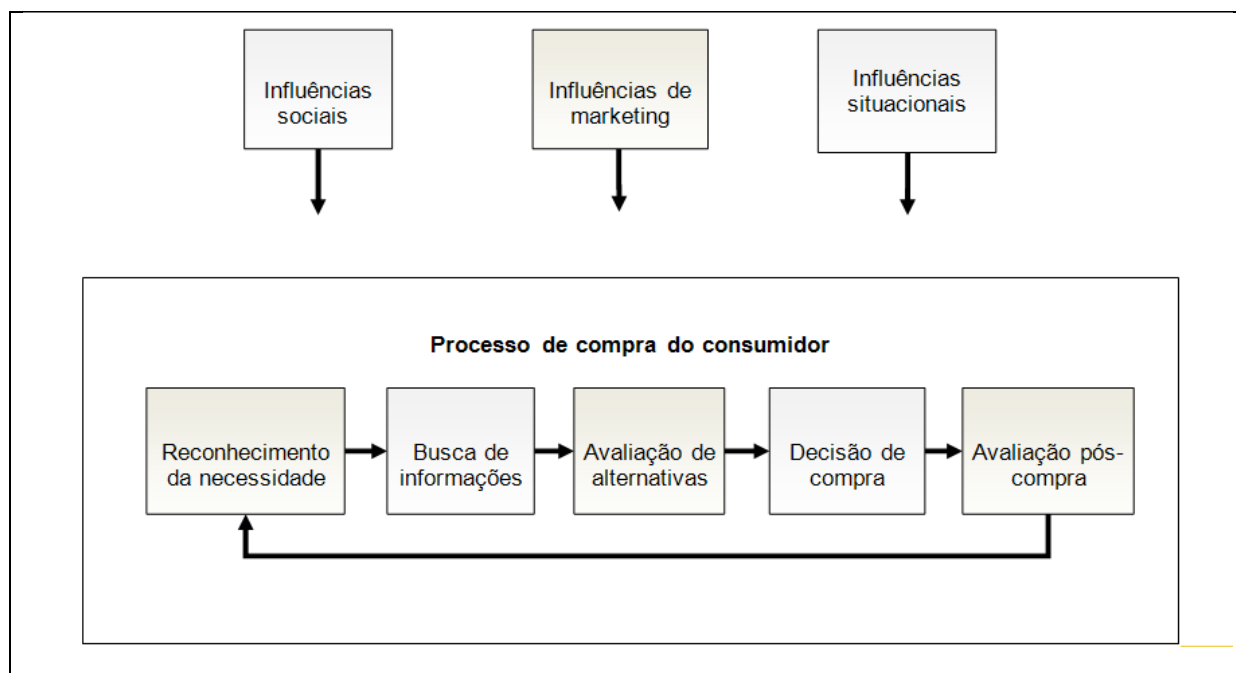 Influências
sociais
Influências de
marketing
Influências
situacionais
Processo de compra do consumidor
Reconhecimento
da necessidade
Busca de
informações
Avaliação de
alternativas
Decisão de
compra
Avaliação pós-
compra